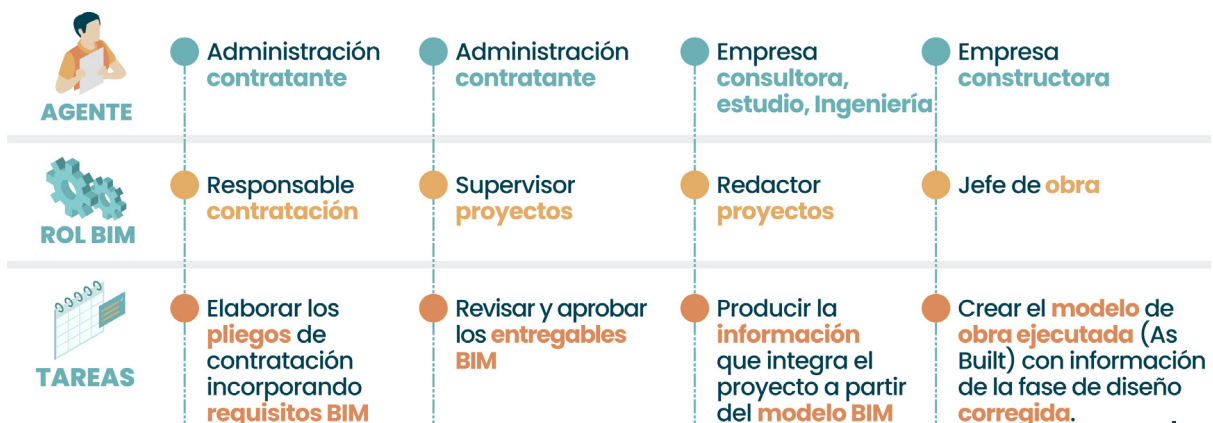 AGENTE
Administración
contratante
Administración
contratante
Empresa
consultora,
estudio, Ingeniería
Empresa
constructora
ROL BIM
Responsable
contratación
Supervisor
proyectos
Redactor
proyectos
Jefe de obra
TAREAS
Elaborar los
pliegos de
contratación
incorporando
requisitos BIM
Revisar y aprobar
los entregables
BIM
Producir la
información
que integra el
proyecto a partir
del modelo BIM
Crear el modelo de
obra ejecutada (As
Built) con información
de la fase de diseño
corregida.